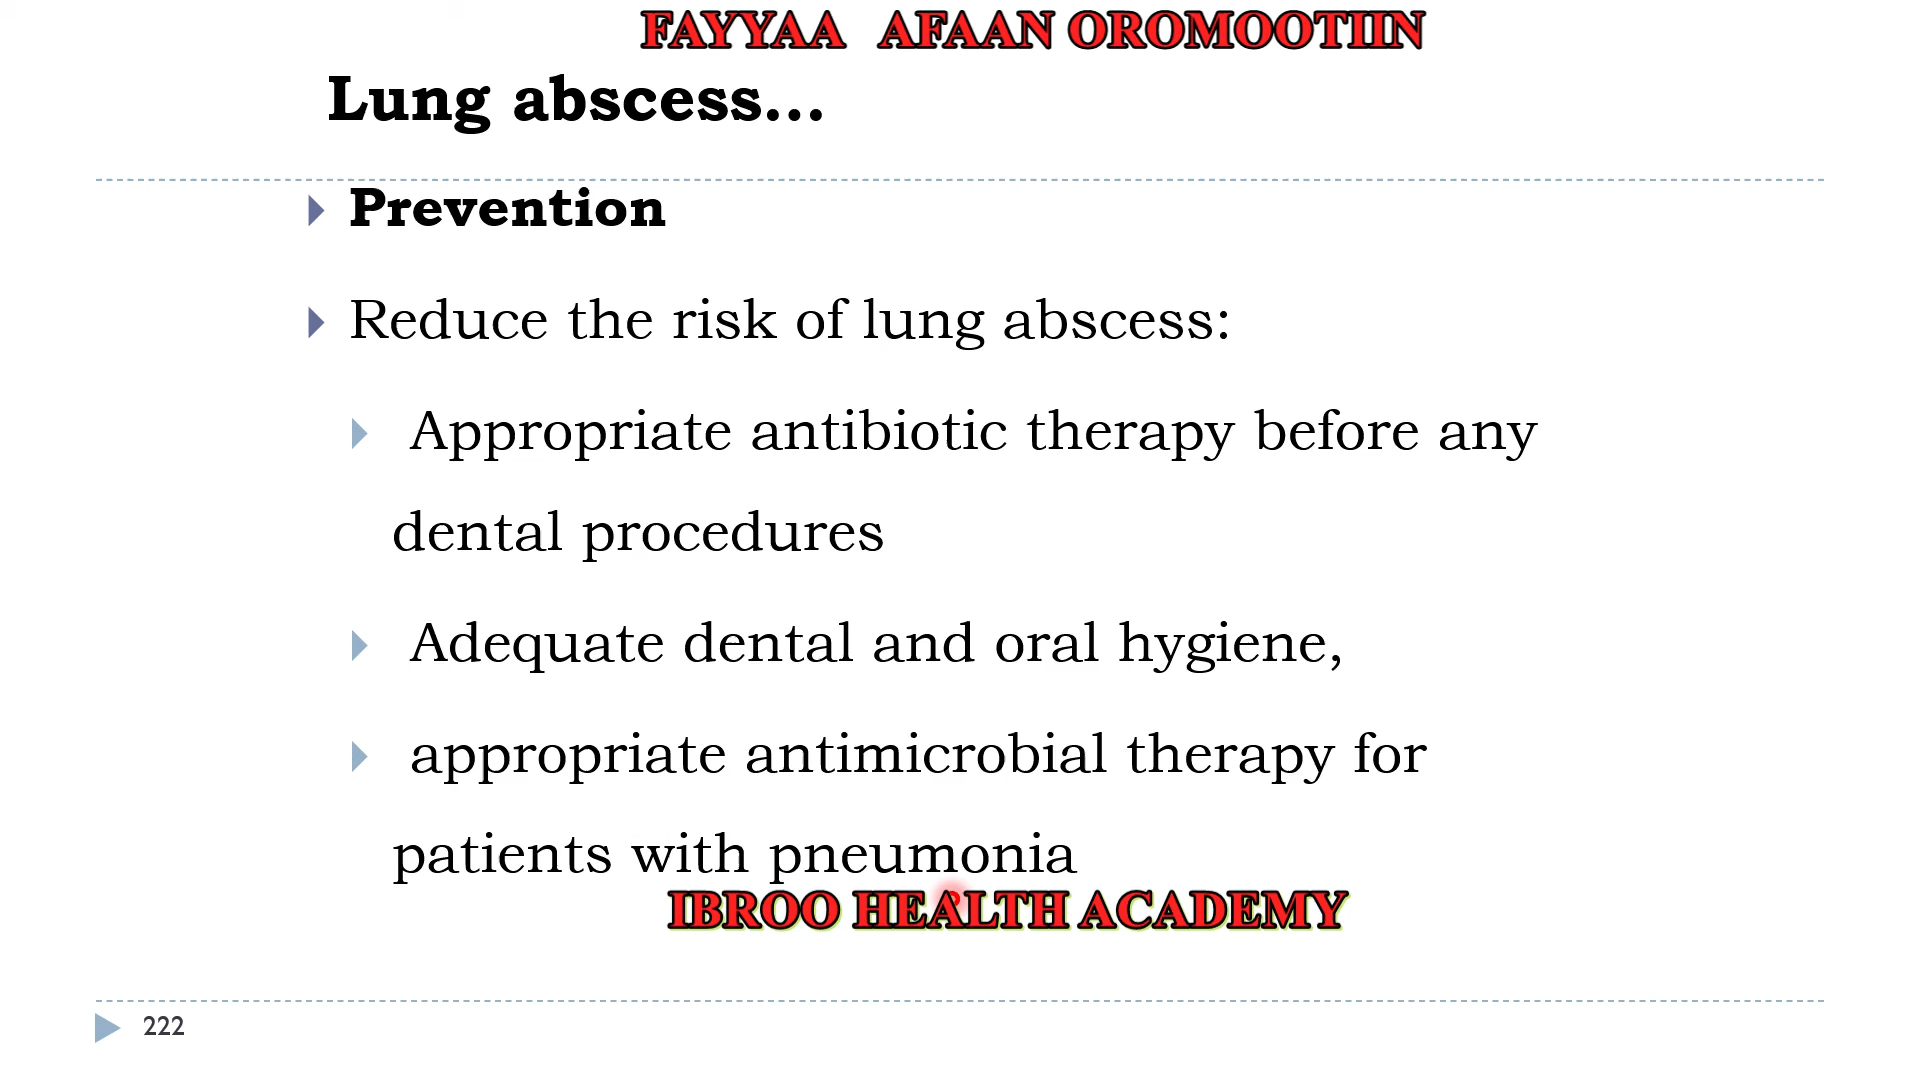 FAYYAA AFAAN OROMOOTIIN
Lung abscess...
Prevention
Reduce the risk of lung abscess:
Appropriate antibiotic therapy before any
dental procedures
Adequate dental and oral hygiene,
appropriate antimicrobial therapy for
patients with pneumonia
IBROO HEALTH ACADEMY
222